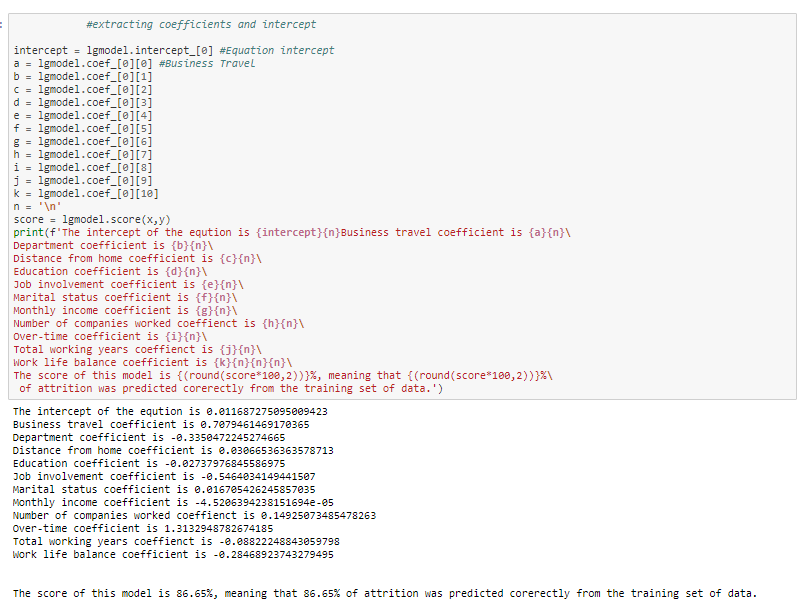 #extracting coefficients and intercept
intercept = lgmodel.intercept_[0] #Equation intercept
a = lgmodel.coef_[0][0] #Business Travel
b = lgmodel.coef_[0][1]
c = lgmodel.coef_[0][2]
d = lgmodel.coef_[0][3]
e = lgmodel.coef_[0][4]
f = lgmodel.coef_[0][5]
g = lgmodel.coef_[0][6]
h = lgmodel.coef_[0][7]
i = lgmodel.coef_[0][8]
j = lgmodel.coef_[0][9]
k = lgmodel.coef_[0][10]
n = '\n'
score = lgmodel.score(x,y)
print(f'The intercept of the eqution is {intercept}{n}Business travel coefficient is {a}{n}\
Department coefficient is {b}{n}\
Distance from home coefficient is {c}{n}\
Education coefficient is {d}{n}\
Job involvement coefficient is {e}{n}\
Marital status coefficient is {f}{n}\
Monthly income coefficient is {g}{n}\
Number of companies worked coeffienct is {h}{n}\
Over-time coefficient is {i}{n}\
Total working years coeffienct is {j}{n}\
Work life balance coefficient is {k}{n}{n}{n}\
The score of this model is {(round(score*100,2))}%, meaning that {(round(score*100,2))}%\
of attrition was predicted corerectly from the training set of data.')
The intercept of the eqution is 0.011687275095009423
Business travel coefficient is 0.7079461469170365
Department coefficient is -0.3350472245274665
Distance from home coefficient is 0.03066536363578713
Education coefficient is -0.02737976845586975
Job involvement coefficient is -0.5464034149441507
Marital status coefficient is 0.016705426245857035
Monthly income coefficient is -4.5206394238151694e-05
Number of companies worked coeffienct is 0.14925073485478263
Over-time coefficient is 1.3132948782674185
Total working years coeffienct is -0.08822248843059798
Work life balance coefficient is -0.28468923743279495
The score of this model is 86.65%, meaning that 86.65% of attrition was predicted corerectly from the training set of data.